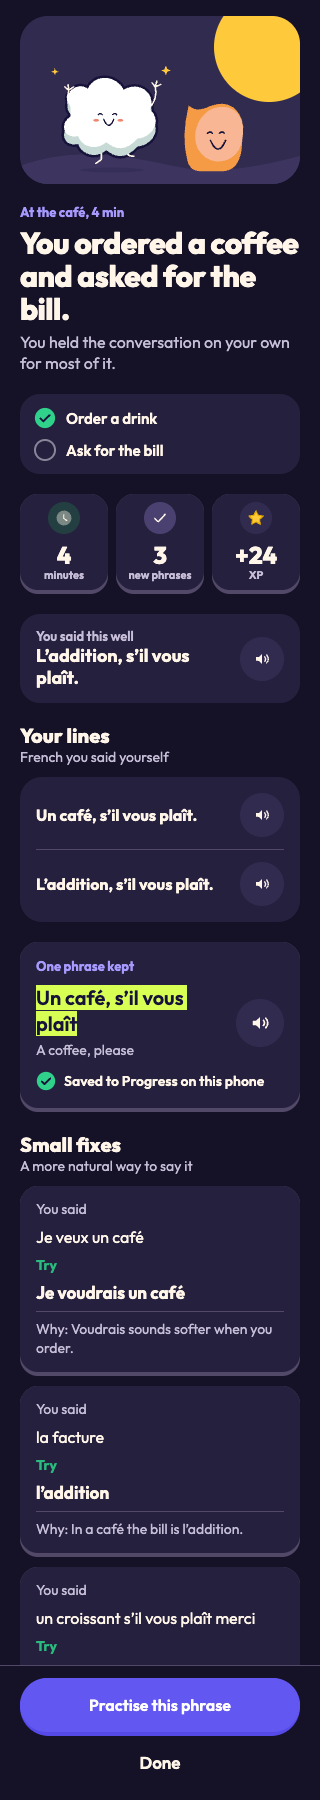 At the café, 4 min
You ordered a coffee
and asked for the
bill.
You held the conversation on your own
for most of it.
Order a drink
Ask for the bill
4
minutes
3
new phrases
+24
XP
You said this well
L'addition, s'il vous
plaît.
Your lines
French you said yourself
Un café, s'il vous plaît.
L'addition, s'il vous plaît.
One phrase kept
Un café, s'il vous
plaît
A coffee, please
Saved to Progress on this phone
Small fixes
A more natural way to say it
You said
Je veux un café
Try
Je voudrais un café
Why: Voudrais sounds softer when you
order.
You said
la facture
Try
l'addition
Why: In a café the bill is l'addition.
You said
un croissant s'il vous plaît merci
Try
Practise this phrase
Done